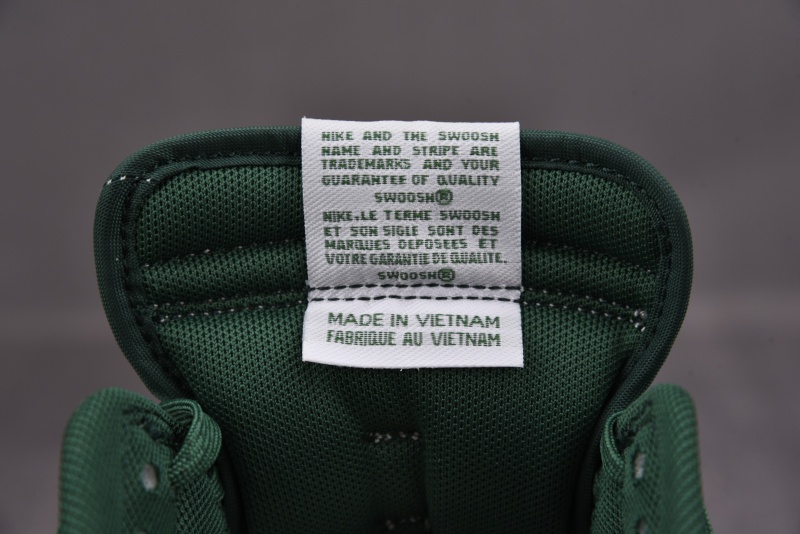 NIKE AND THE SWOOSH
NAME AND STRIPE ARE
TRADEMARKS AND YOUR
GUARANTEE OF QUALITY
SWOOSH®
NIKE.LE TERME SWOOSH
ET SON SIGLE SONT DES
MARQUES DEPOSEES ET
VOTRE GARANTIE DE QUALITE.
SWOOSH®
MADE IN VIETNAM
FABRIQUE AU VIETNAM